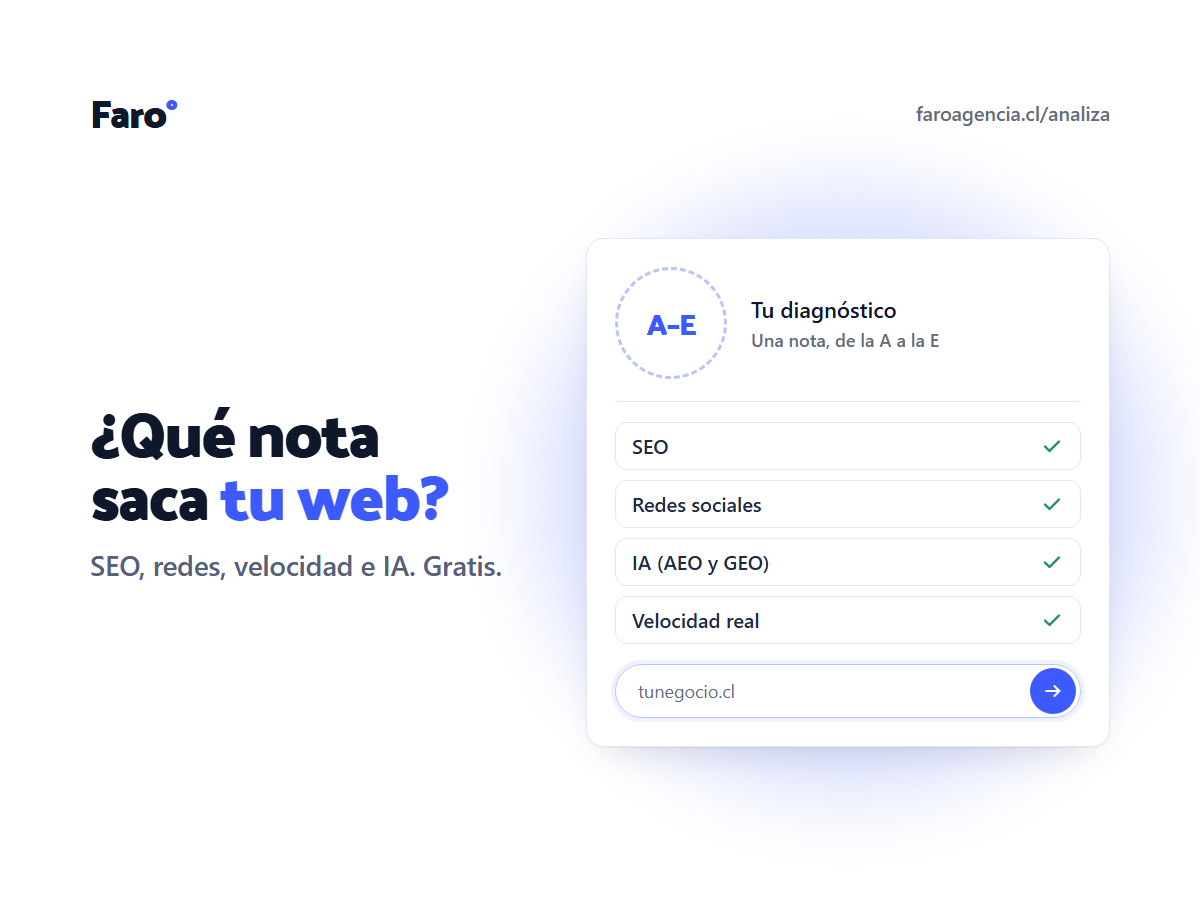 Faro°
faroagencia.cl/analiza
¿Qué nota
saca tu web?
SEO, redes, velocidad e IA. Gratis.
A–E
Tu diagnóstico
Una nota, de la A a la E
SEO
Redes sociales
IA (AEO y GEO)
Velocidad real
tunegocio.cl